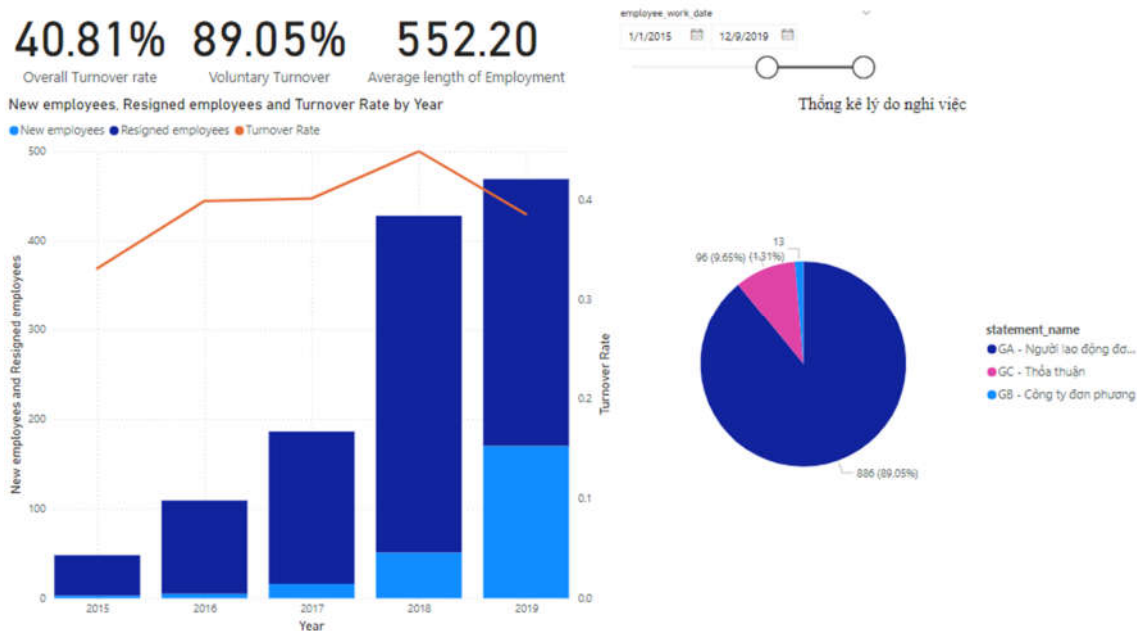 40.81% 89.05% 552.20
Overall Turnover rate Voluntary Turnover Average length of Employment
employee_work_date
1/1/2015 12/9/2019
New employees, Resigned employees and Turnover Rate by Year
New employees Resigned employees Turnover Rate
500
400
300
200
100
0
New employees and Resigned employees
0.4
0.3
0.2
0.1
0.0
Turnover Rate
2015 2016 2017 2018 2019
Year
Thống kê lý do nghi việc
13
96 (9.65%) (1.31%)
886 (89.05%)
statement_name
GA - Người lao động đơ...
GC - Thỏa thuận
GB - Công ty đơn phương